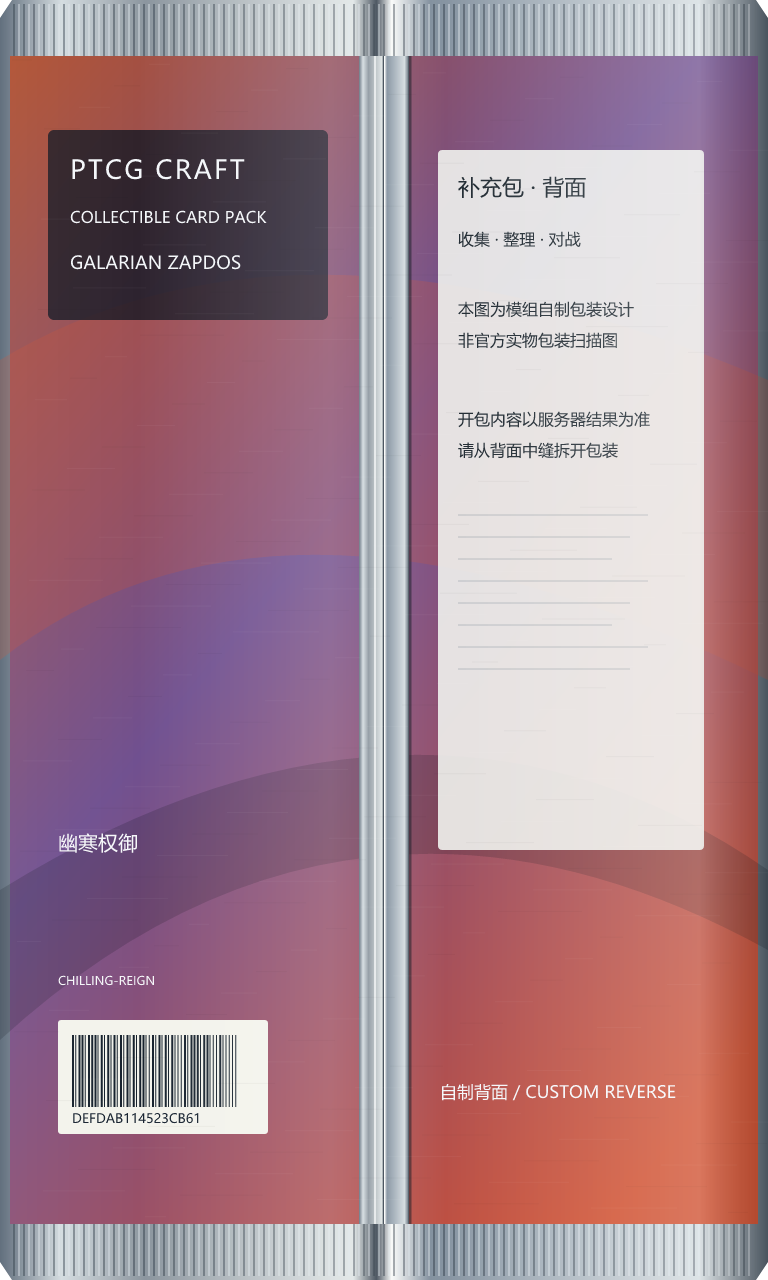 PTCG CRAFT
COLLECTIBLE CARD PACK
GALARIAN ZAPDOS
幽寒权御
CHILLING-REIGN
DEFDAB114523CB61
补充包 · 背面
收集 · 整理 · 对战
本图为模组自制包装设计
非官方实物包装扫描图
开包内容以服务器结果为准
请从背面中缝拆开包装
自制背面 / CUSTOM REVERSE